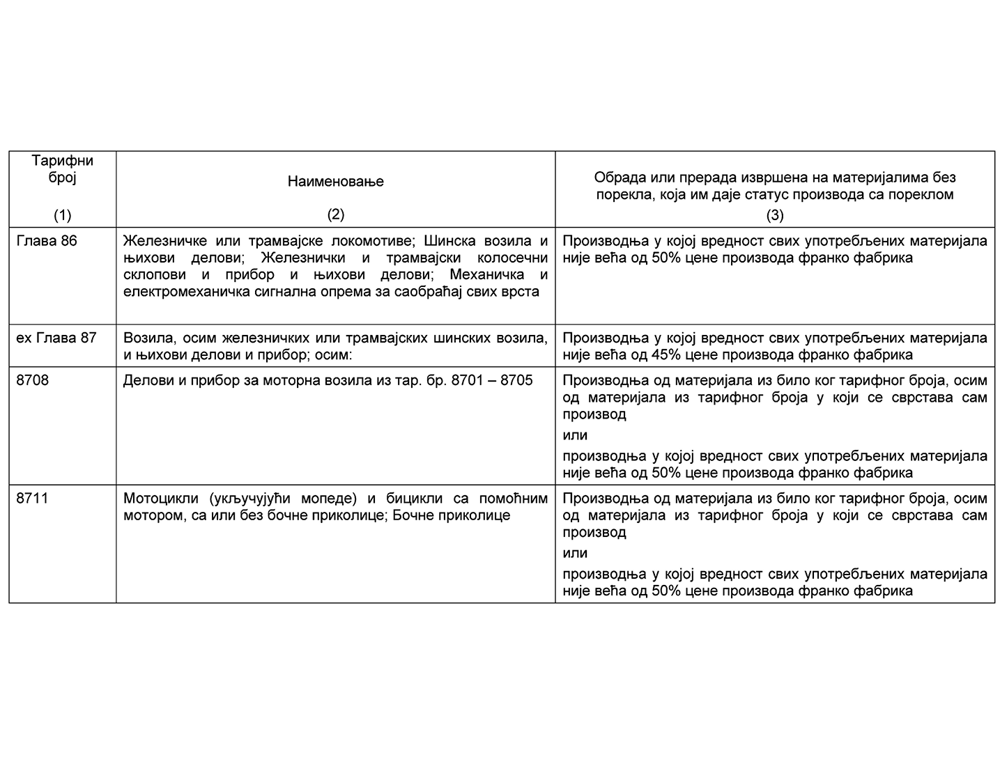 Тарифни
број
(1)
Наименовање
(2)
Обрада или прерада извршена на материјалима без
порекла, која им даје статус производа са пореклом
(3)
Глава 86
Железничке или трамвајске локомотиве; Шинска возила и
њихови делови; Железнички и трамвајски колосечни
склопови и прибор и њихови делови; Механичка и
електромеханичка сигнална опрема за саобраћај свих врста
Производња у којој вредност свих употребљених материјала
није већа од 50% цене производа франко фабрика
ex Глава 87
Возила, осим железничких или трамвајских шинских возила,
и њихови делови и прибор; осим:
Производња у којој вредност свих употребљених материјала
није већа од 45% цене производа франко фабрика
8708
Делови и прибор за моторна возила из тар. бр. 8701 – 8705
Производња од материјала из било ког тарифног броја, осим
од материјала из тарифног броја у који се сврстава сам
производ
или
производња у којој вредност свих употребљених материјала
није већа од 50% цене производа франко фабрика
8711
Мотоцикли (укључујући мопеде) и бицикли са помоћним
мотором, са или без бочне приколице; Бочне приколице
Производња од материјала из било ког тарифног броја, осим
од материјала из тарифног броја у који се сврстава сам
производ
или
производња у којој вредност свих употребљених материјала
није већа од 50% цене производа франко фабрика